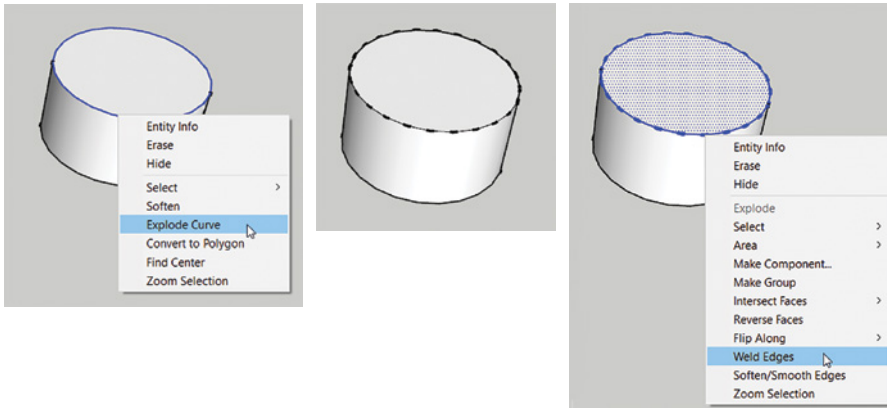 Entity Info
Erase
Hide
Select
Soften
Explode Curve
Convert to Polygon
Find Center
Zoom Selection
Entity Info
Erase
Hide
Explode
Select
Area
Make Component...
Make Group
Intersect Faces
Reverse Faces
Flip Along
Weld Edges
Soften/Smooth Edges
Zoom Selection